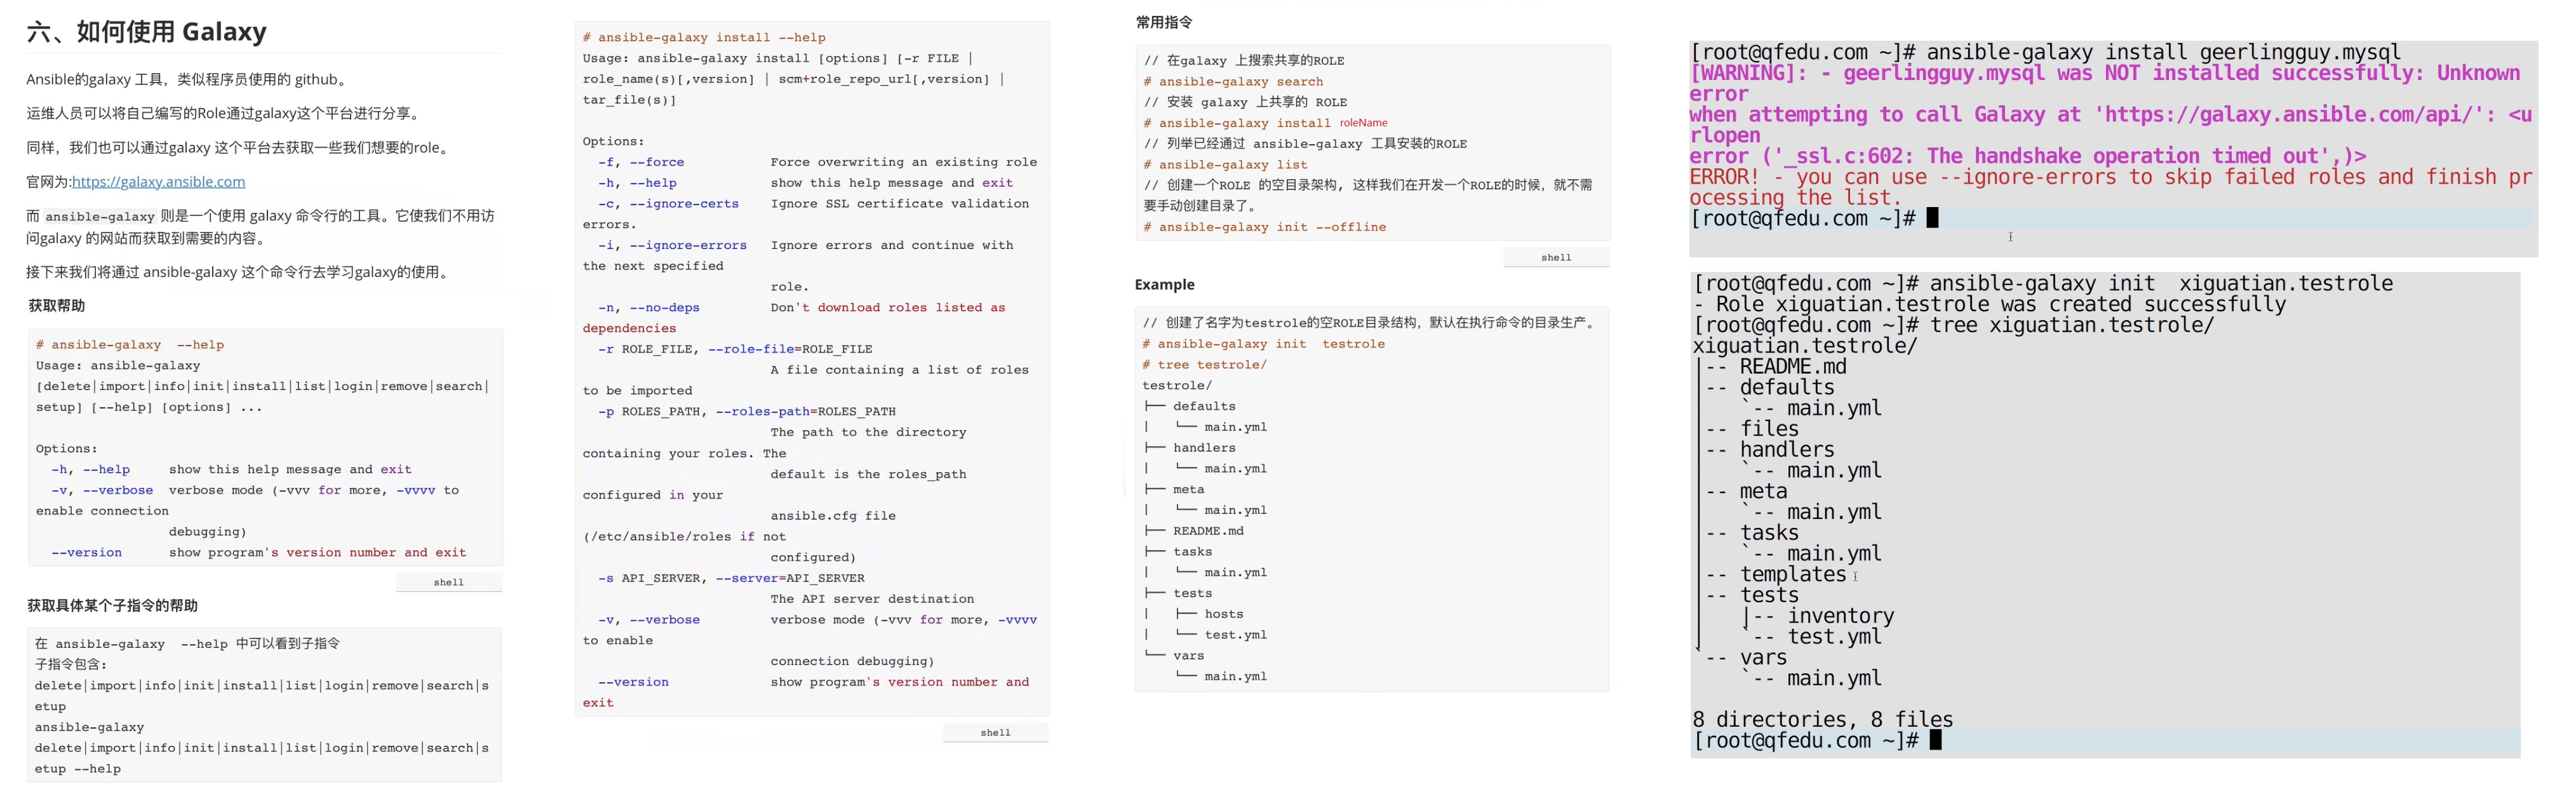 六、如何使用 Galaxy
Ansible的galaxy 工具，类似程序员使用的 github。
运维人员可以将自己编写的Role通过galaxy这个平台进行分享。
同样，我们也可以通过galaxy 这个平台去获取一些我们想要的role。
官网为:https://galaxy.ansible.com
而 ansible-galaxy 则是一个使用 galaxy 命令行的工具。它使我们不用访
问galaxy 的网站而获取到需要的内容。
接下来我们将通过 ansible-galaxy 这个命令行去学习galaxy的使用。
获取帮助
# ansible-galaxy  --help
Usage: ansible-galaxy
[delete|import|info|init|install|list|login|remove|search|
setup] [--help] [options] ...
Options:
  -h, --help     show this help message and exit
  -v, --verbose  verbose mode (-vvv for more, -vvvv to
enable connection
                 debugging)
  --version      show program's version number and exit
shell
获取具体某个子指令的帮助
在 ansible-galaxy  --help 中可以看到子指令
子指令包含:
delete|import|info|init|install|list|login|remove|search|s
etup
ansible-galaxy
delete|import|info|init|install|list|login|remove|search|s
etup --help
# ansible-galaxy install --help
Usage: ansible-galaxy install [options] [-r FILE |
role_name(s)[,version] | scm+role_repo_url[,version] |
tar_file(s)]
Options:
  -f, --force           Force overwriting an existing role
  -h, --help            show this help message and exit
  -c, --ignore-certs    Ignore SSL certificate validation
errors.
  -i, --ignore-errors   Ignore errors and continue with
the next specified
                        role.
  -n, --no-deps         Don't download roles listed as
dependencies
  -r ROLE_FILE, --role-file=ROLE_FILE
                        A file containing a list of roles
to be imported
  -p ROLES_PATH, --roles-path=ROLES_PATH
                        The path to the directory
containing your roles. The
                        default is the roles_path
configured in your
                        ansible.cfg file
(/etc/ansible/roles if not
                        configured)
  -s API_SERVER, --server=API_SERVER
                        The API server destination
  -v, --verbose         verbose mode (-vvv for more, -vvvv
to enable
                        connection debugging)
  --version             show program's version number and
exit
shell
常用指令
// 在galaxy 上搜索共享的ROLE
# ansible-galaxy search
// 安装 galaxy 上共享的 ROLE
# ansible-galaxy install roleName
// 列举已经通过 ansible-galaxy 工具安装的ROLE
# ansible-galaxy list
// 创建一个ROLE 的空目录架构, 这样我们在开发一个ROLE的时候，就不需
要手动创建目录了。
# ansible-galaxy init --offline
shell
Example
// 创建了名字为testrole的空ROLE目录结构，默认在执行命令的目录生产。
# ansible-galaxy init  testrole
# tree testrole/
testrole/
├── defaults
│   └── main.yml
├── handlers
│   └── main.yml
├── meta
│   └── main.yml
├── README.md
├── tasks
│   └── main.yml
├── tests
│   ├── hosts
│   └── test.yml
└── vars
    └── main.yml
[root@qfedu.com ~]# ansible-galaxy install geerlingguy.mysql
[WARNING]: - geerlingguy.mysql was NOT installed successfully: Unknown
error
when attempting to call Galaxy at 'https://galaxy.ansible.com/api/': <u
rlopen
error ('_ssl.c:602: The handshake operation timed out',)>
ERROR! - you can use --ignore-errors to skip failed roles and finish pr
ocessing the list.
[root@qfedu.com ~]#
[root@qfedu.com ~]# ansible-galaxy init  xiguatian.testrole
- Role xiguatian.testrole was created successfully
[root@qfedu.com ~]# tree xiguatian.testrole/
xiguatian.testrole/
|-- README.md
|-- defaults
|   `-- main.yml
|-- files
|-- handlers
|   `-- main.yml
|-- meta
|   `-- main.yml
|-- tasks
|   `-- main.yml
|-- templates
|-- tests
|   |-- inventory
|   `-- test.yml
`-- vars
    `-- main.yml
8 directories, 8 files
[root@qfedu.com ~]#